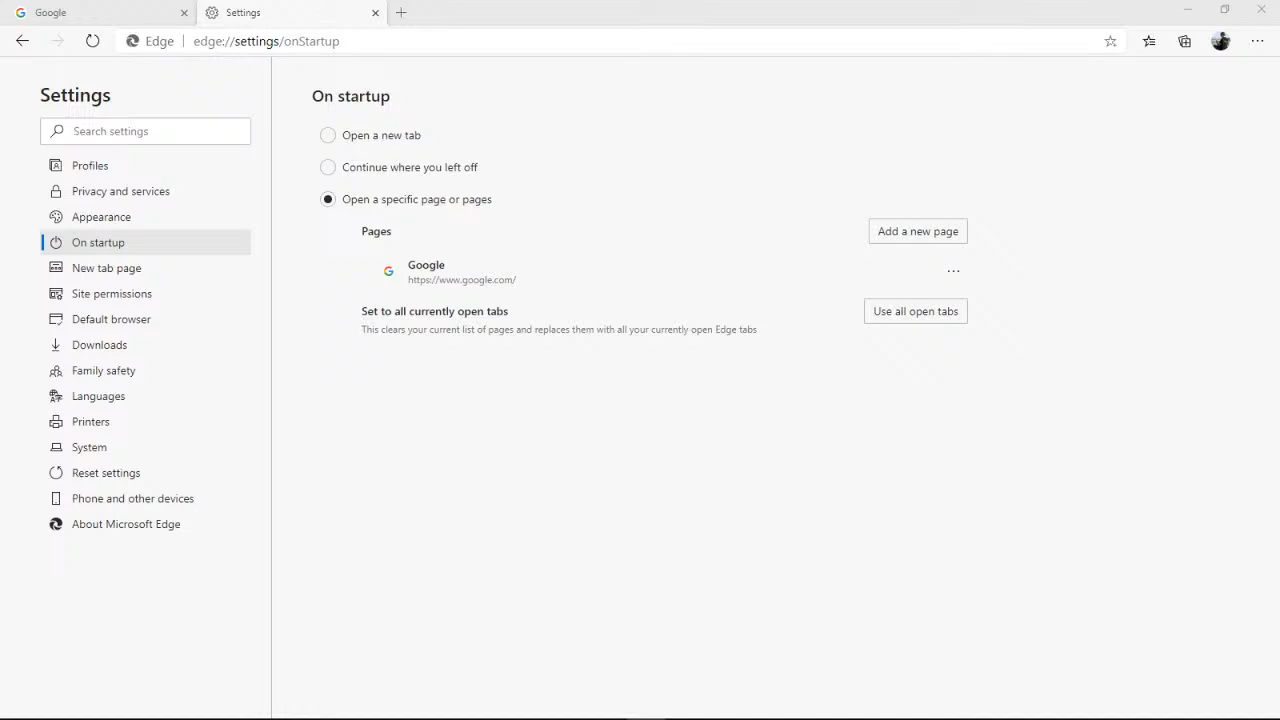 Google
Settings
Edge
edge://settings/onStartup
Settings
Search settings
Profiles
Privacy and services
Appearance
On startup
New tab page
Site permissions
Default browser
Downloads
Family safety
Languages
Printers
System
Reset settings
Phone and other devices
About Microsoft Edge
On startup
Open a new tab
Continue where you left off
Open a specific page or pages
Pages
Add a new page
Google
https://www.google.com/
Set to all currently open tabs
This clears your current list of pages and replaces them with all your currently open Edge tabs
Use all open tabs